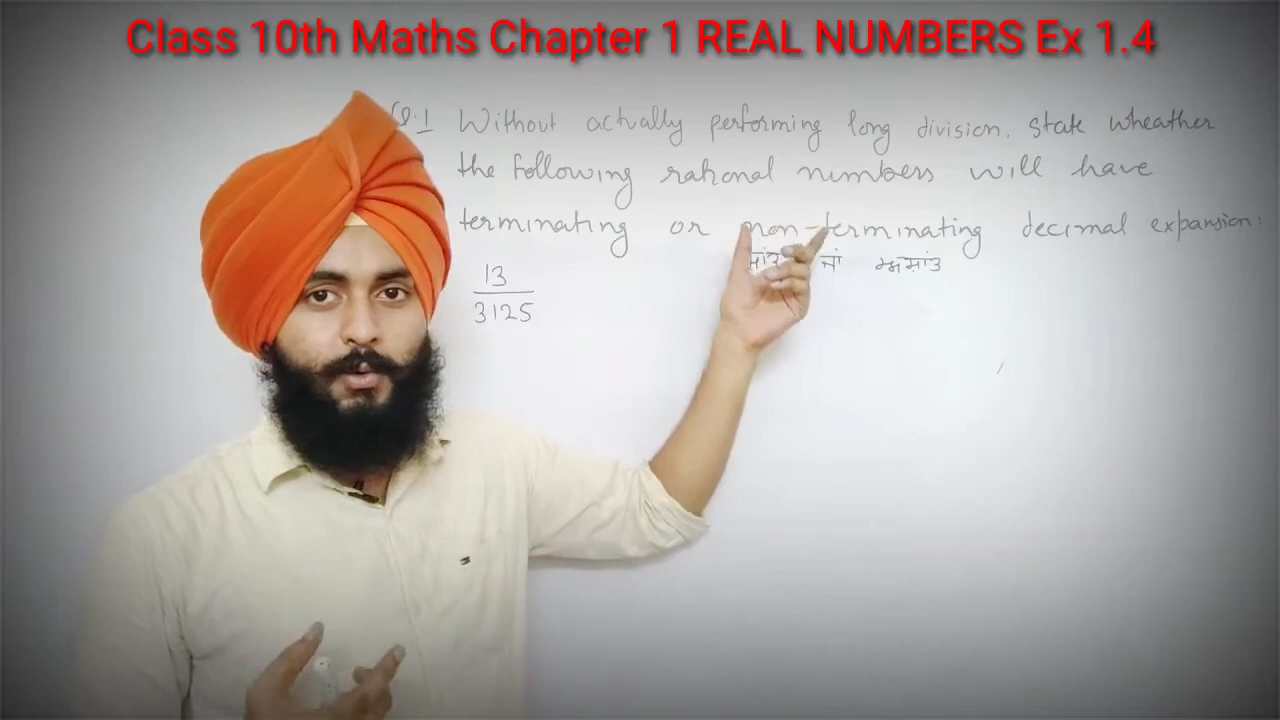 Class 10th Maths Chapter 1 REAL NUMBERS Ex 1.4
Q.1 Without actually performing long division, state wheather
the following rational numbers will have
terminating or non-terminating decimal expansion:
ਸਾਂਤ ਜਾਂ ਅਸਾਂਤ
13
3125